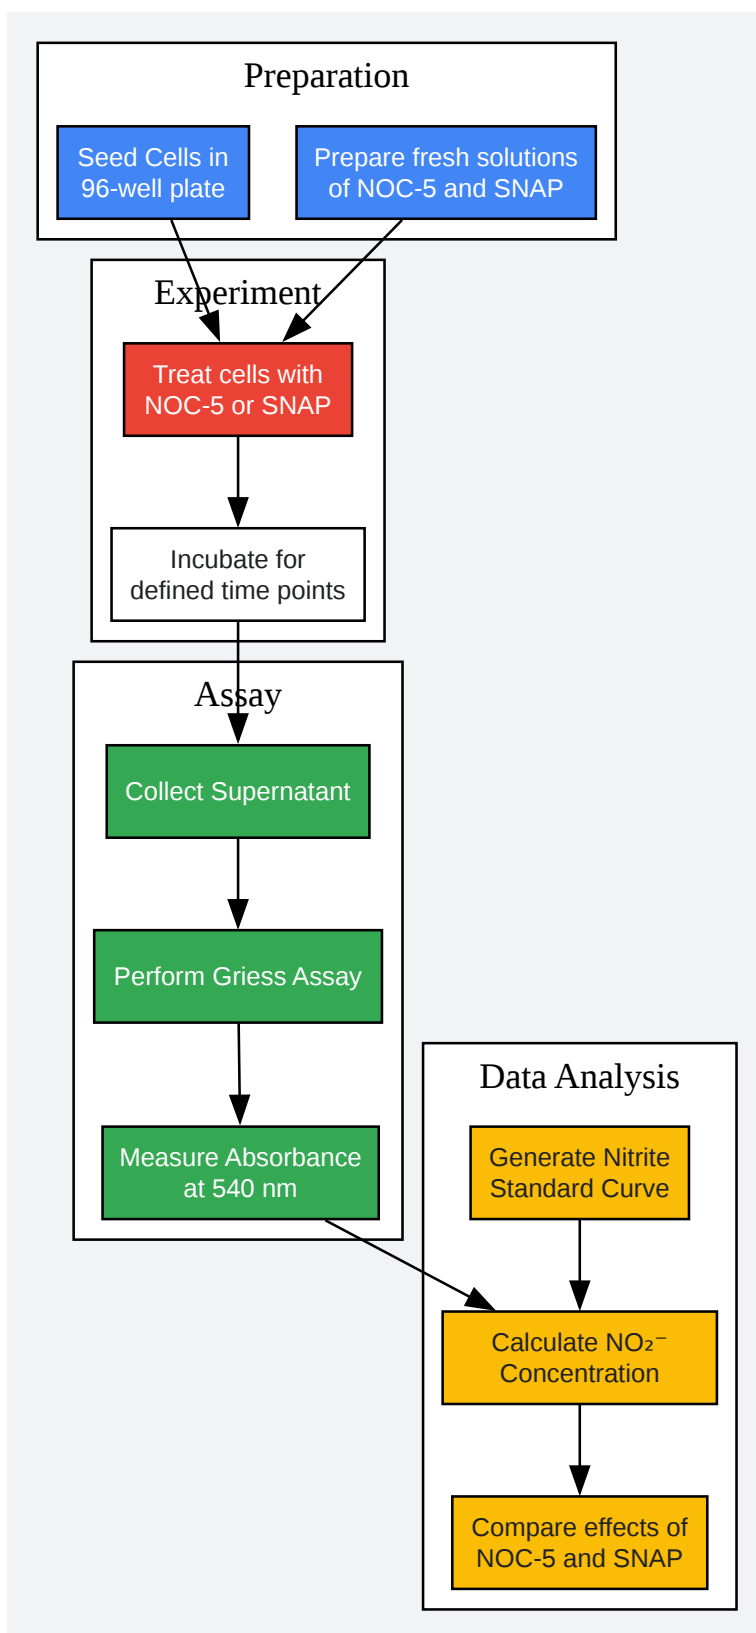 Preparation
Seed Cells in
96-well plate
Prepare fresh solutions
of NOC-5 and SNAP
Experiment
Treat cells with
NOC-5 or SNAP
Incubate for
defined time points
Assay
Collect Supernatant
Perform Griess Assay
Measure Absorbance
at 540 nm
Data Analysis
Generate Nitrite
Standard Curve
Calculate NO₂⁻
Concentration
Compare effects of
NOC-5 and SNAP